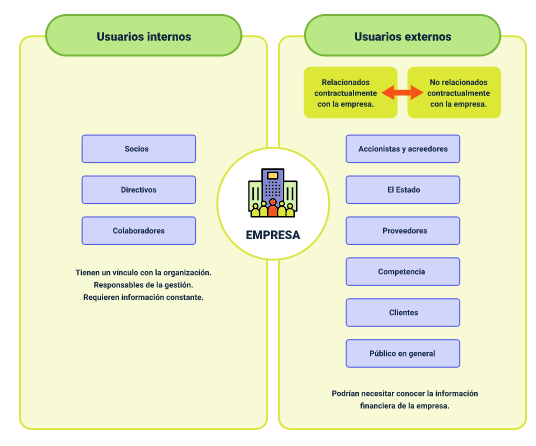 Usuarios internos
Socios
Directivos
Colaboradores
Tienen un vínculo con la organización.
Responsables de la gestión.
Requieren información constante.
EMPRESA
Usuarios externos
Relacionados
contractualmente
con la empresa.
No relacionados
contractualmente
con la empresa.
Accionistas y acreedores
El Estado
Proveedores
Competencia
Clientes
Público en general
Podrían necesitar conocer la información
financiera de la empresa.